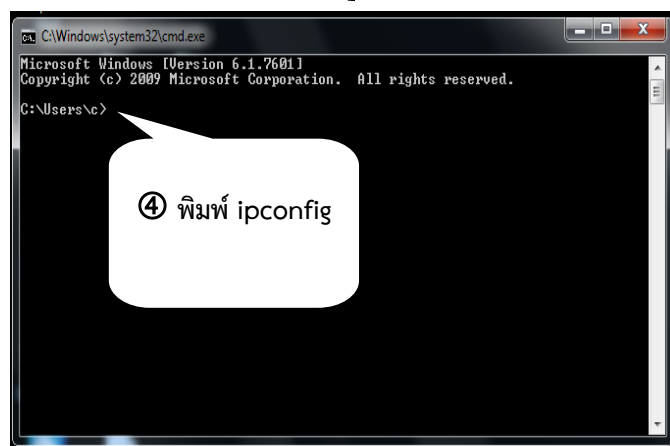 C:\Windows\system32\cmd.exe
Microsoft Windows [Version 6.1.7601]
Copyright (c) 2009 Microsoft Corporation.  All rights reserved.
C:\Users\c>
④ พิมพ์ ipconfig